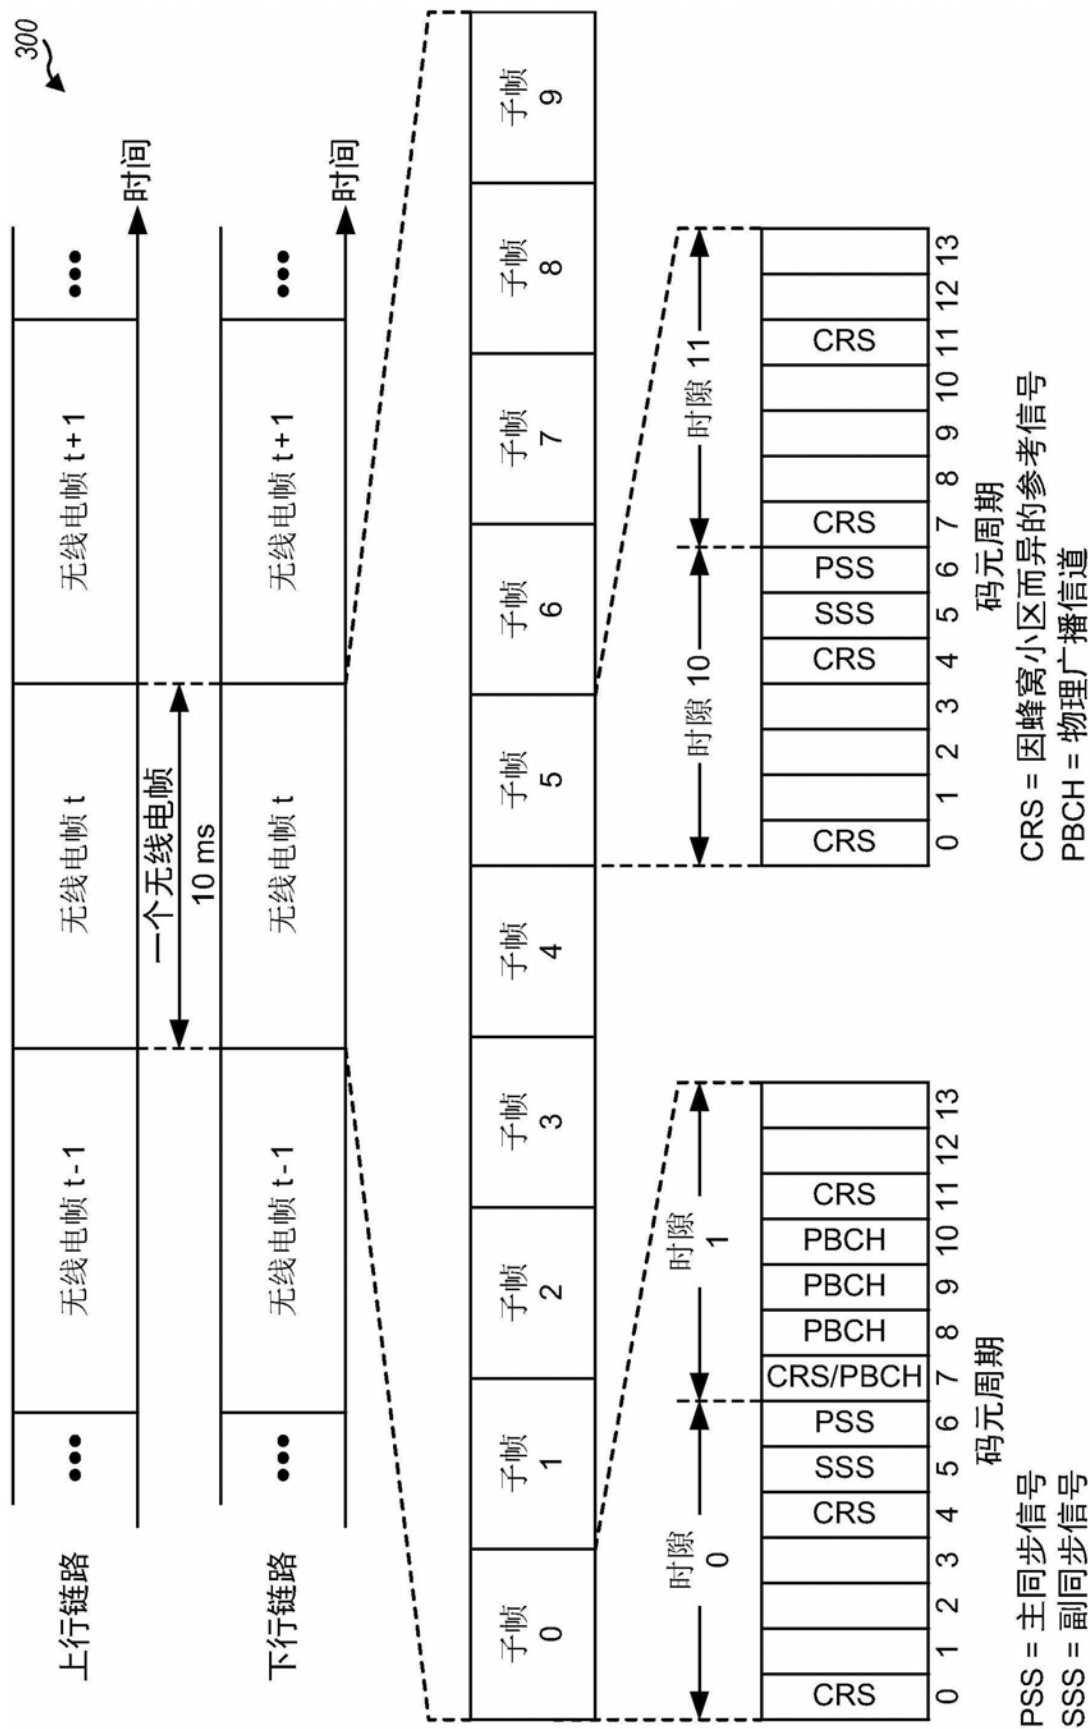 300
上行链路
••• 无线电帧 t-1 无线电帧 t 无线电帧 t+1 •••
时间
一个无线电帧
10 ms
下行链路
••• 无线电帧 t-1 无线电帧 t 无线电帧 t+1 •••
时间
子帧 0 子帧 1 子帧 2 子帧 3 子帧 4 子帧 5 子帧 6 子帧 7 子帧 8 子帧 9
时隙 0 时隙 1
CRS CRS SSS PSS CRS/PBCH PBCH PBCH PBCH CRS
0 1 2 3 4 5 6 7 8 9 10 11 12 13
码元周期
时隙 10 时隙 11
CRS CRS SSS PSS CRS CRS
0 1 2 3 4 5 6 7 8 9 10 11 12 13
码元周期
PSS = 主同步信号
SSS = 副同步信号
CRS = 因蜂窝小区而异的参考信号
PBCH = 物理广播信道